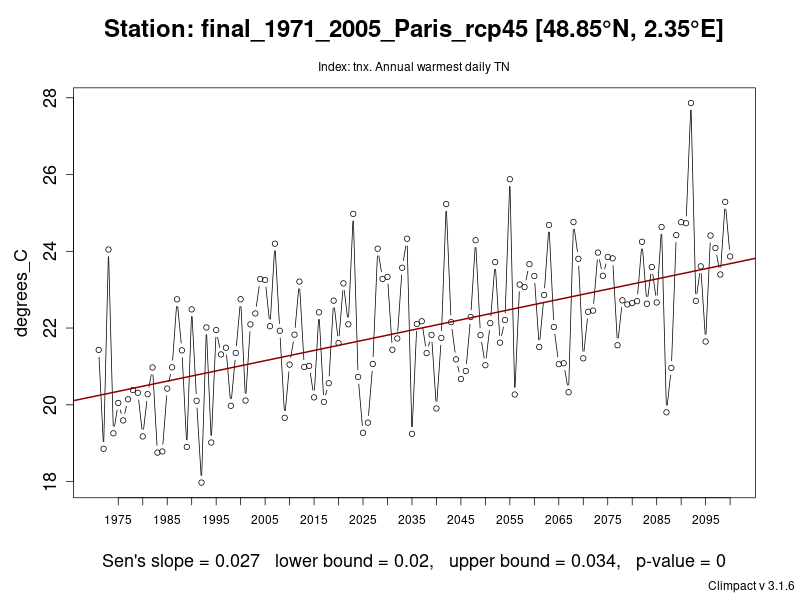 Station: final_1971_2005_Paris_rcp45 [48.85°N, 2.35°E]
Index: tnx. Annual warmest daily TN
degrees_C
28
26
24
22
20
18
1975 1985 1995 2005 2015 2025 2035 2045 2055 2065 2075 2085 2095
Sen's slope = 0.027 lower bound = 0.02, upper bound = 0.034, p-value = 0
Climpact v 3.1.6